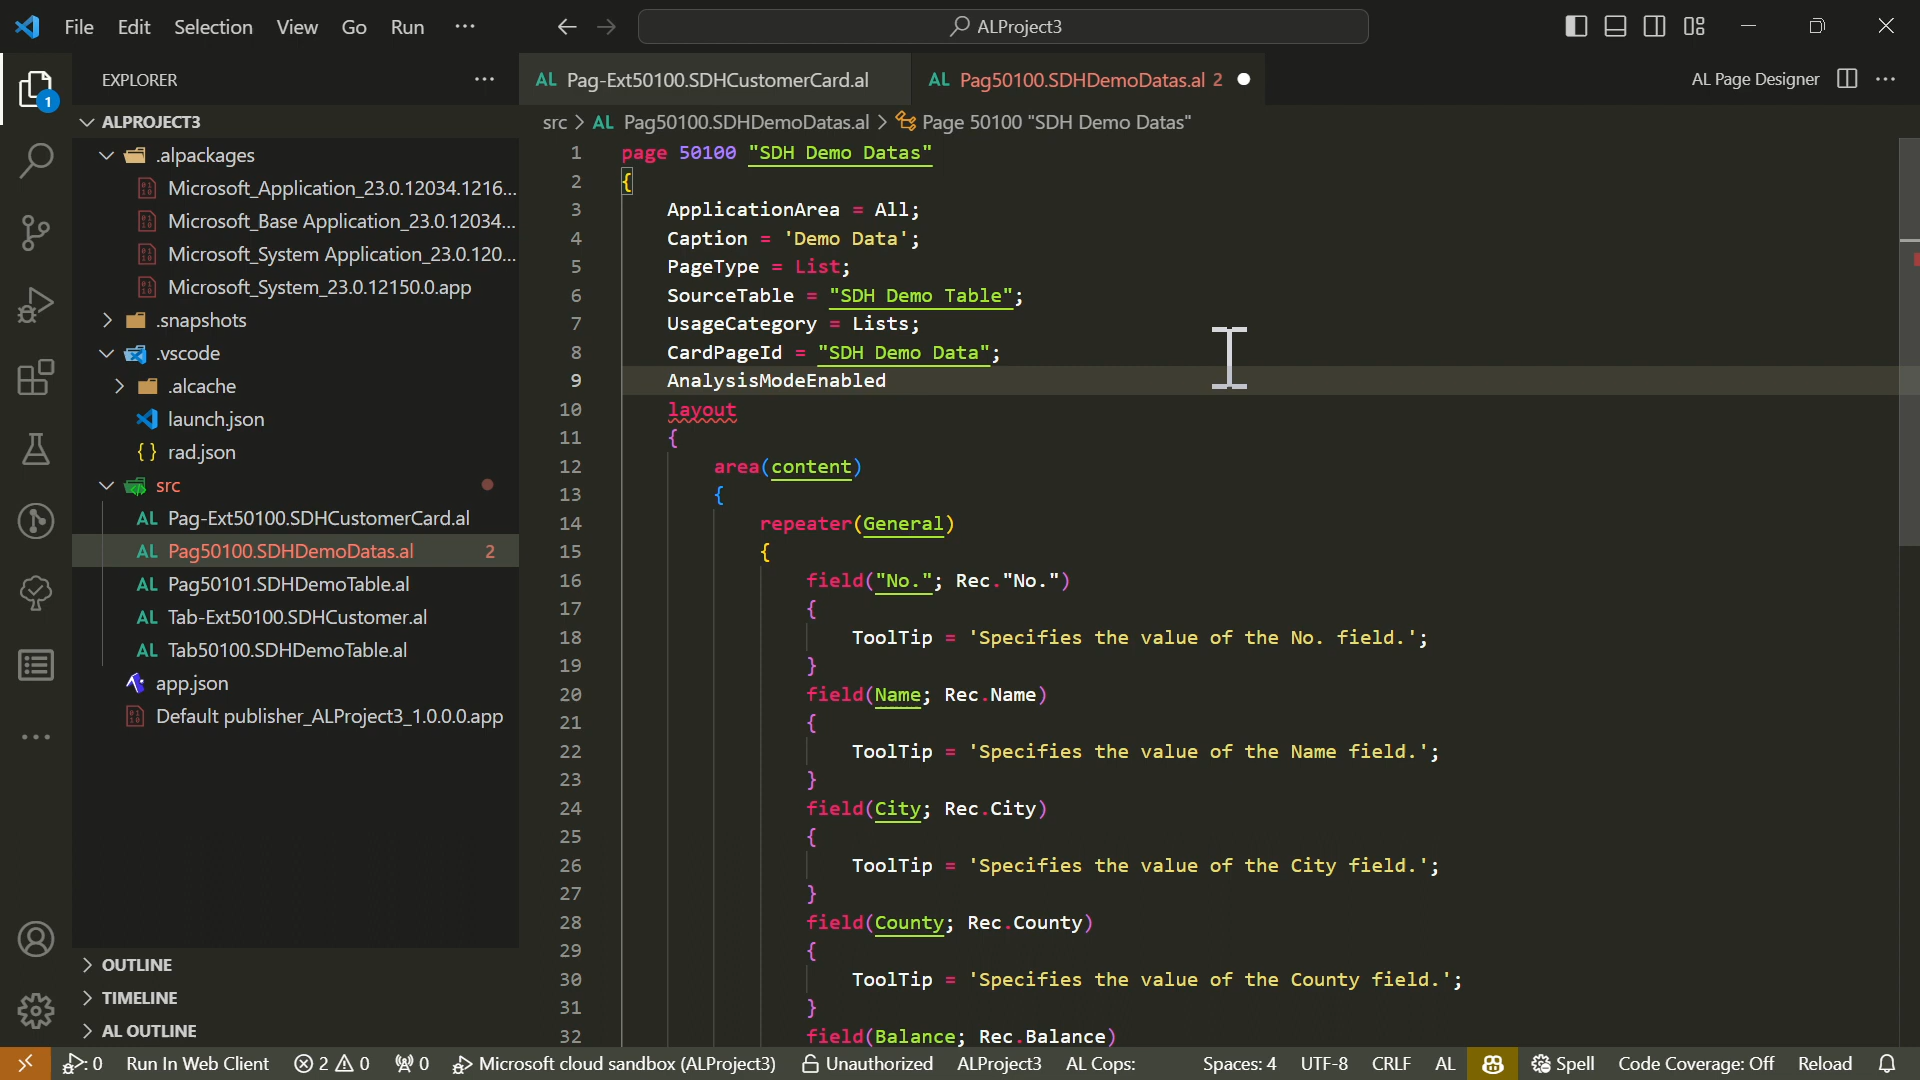 File Edit Selection View Go Run ··· ALProject3
EXPLORER
ALPROJECT3
.alpackages
Microsoft_Application_23.0.12034.1216...
Microsoft_Base Application_23.0.12034...
Microsoft_System Application_23.0.120...
Microsoft_System_23.0.12150.0.app
.snapshots
.vscode
.alcache
launch.json
{ } rad.json
src
AL Pag-Ext50100.SDHCustomerCard.al
AL Pag50100.SDHDemoDatas.al 2
AL Pag50101.SDHDemoTable.al
AL Tab-Ext50100.SDHCustomer.al
AL Tab50100.SDHDemoTable.al
app.json
Default publisher_ALProject3_1.0.0.0.app
OUTLINE
TIMELINE
AL OUTLINE
1
AL Pag-Ext50100.SDHCustomerCard.al AL Pag50100.SDHDemoDatas.al 2 AL Page Designer
src > AL Pag50100.SDHDemoDatas.al > Page 50100 "SDH Demo Datas"
1 page 50100 "SDH Demo Datas"
2 {
3 ApplicationArea = All;
4 Caption = 'Demo Data';
5 PageType = List;
6 SourceTable = "SDH Demo Table";
7 UsageCategory = Lists;
8 CardPageId = "SDH Demo Data";
9 AnalysisModeEnabled
10 layout
11 {
12 area(content)
13 {
14 repeater(General)
15 {
16 field("No."; Rec."No.")
17 {
18 ToolTip = 'Specifies the value of the No. field.';
19 }
20 field(Name; Rec.Name)
21 {
22 ToolTip = 'Specifies the value of the Name field.';
23 }
24 field(City; Rec.City)
25 {
26 ToolTip = 'Specifies the value of the City field.';
27 }
28 field(County; Rec.County)
29 {
30 ToolTip = 'Specifies the value of the County field.';
31 }
32 field(Balance; Rec.Balance)
: 0 Run In Web Client 2 0 0 Microsoft cloud sandbox (ALProject3) Unauthorized ALProject3 AL Cops: Spaces: 4 UTF-8 CRLF AL Spell Code Coverage: Off Reload